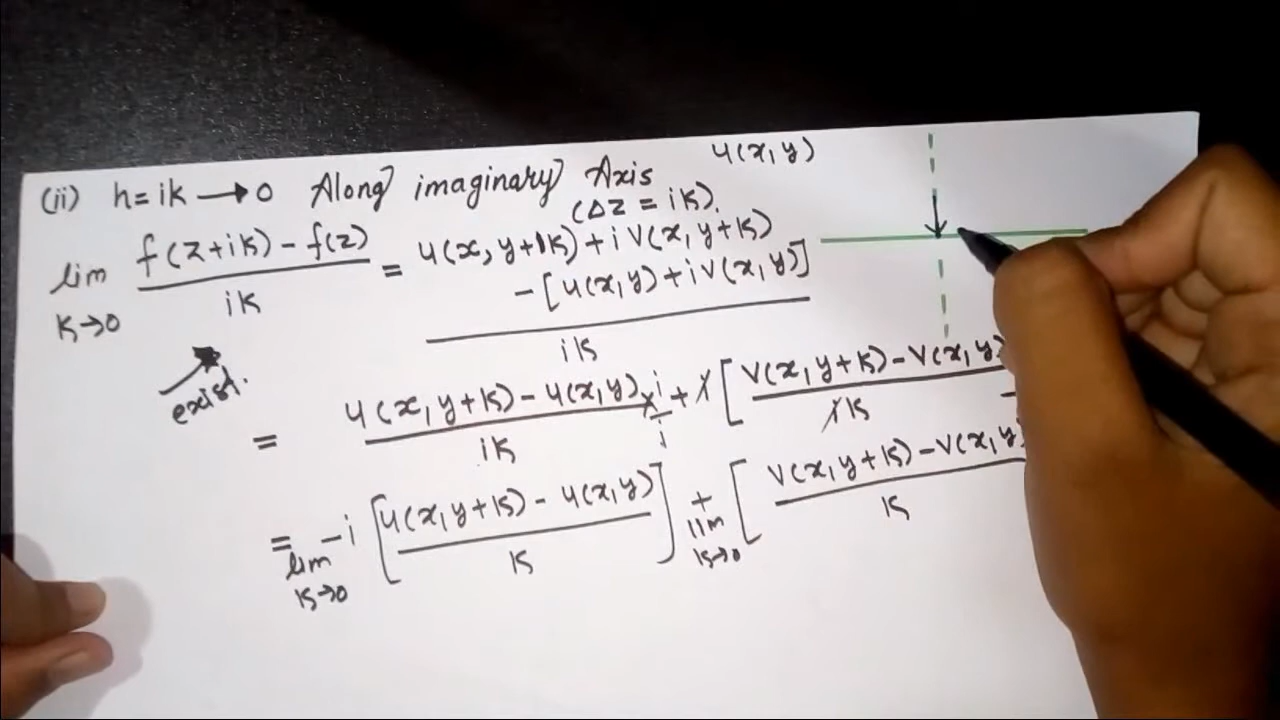 (ii) h = ik → 0 Along imaginary Axis
u(x,y)
(Δz = ik).
lim k→0 f(z+ik) - f(z) / ik = u(x, y+k) + i v(x, y+k)
- [u(x,y) + i v(x,y)]
ik
exist.
= u(x, y+k) - u(x,y) / ik × i/i + i [ v(x, y+k) - v(x,y) / ik
= lim k→0 -i [ u(x, y+k) - u(x,y) / k ] + lim k→0 [ v(x, y+k) - v(x,y) / k